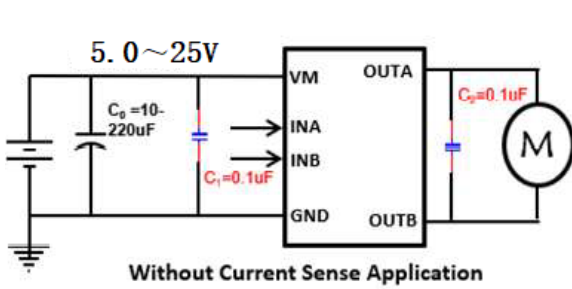 5.0～25V
VM
OUTA
C₀ =10-
220uF
C₂=0.1uF
INA
M
INB
C₁=0.1uF
GND
OUTB
Without Current Sense Application